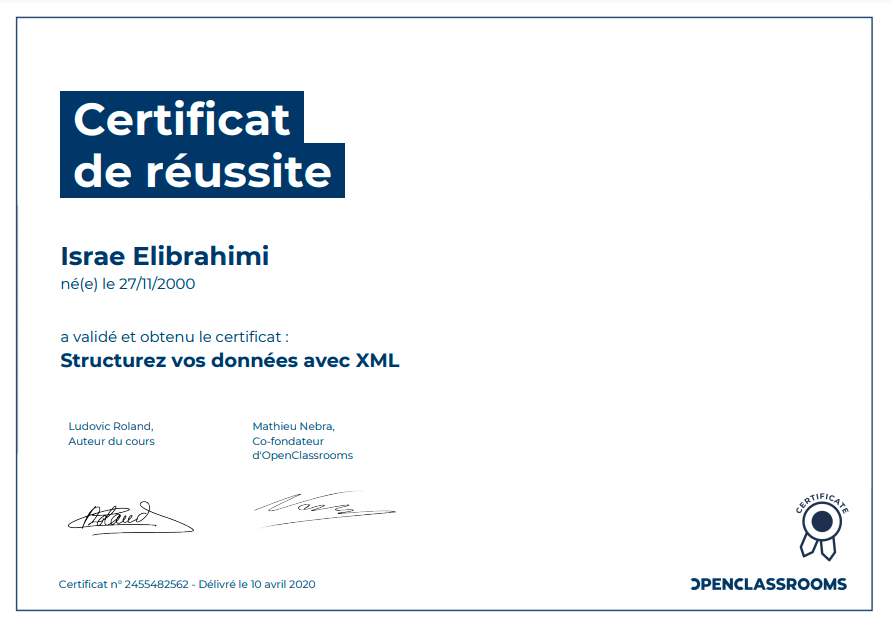 Certificat
de réussite
Israe Elibrahimi
né(e) le 27/11/2000
a validé et obtenu le certificat :
Structurez vos données avec XML
Ludovic Roland,
Auteur du cours
Mathieu Nebra,
Co-fondateur
d'OpenClassrooms
CERTIFICATE
Certificat n° 2455482562 - Délivré le 10 avril 2020
OPENCLASSROOMS